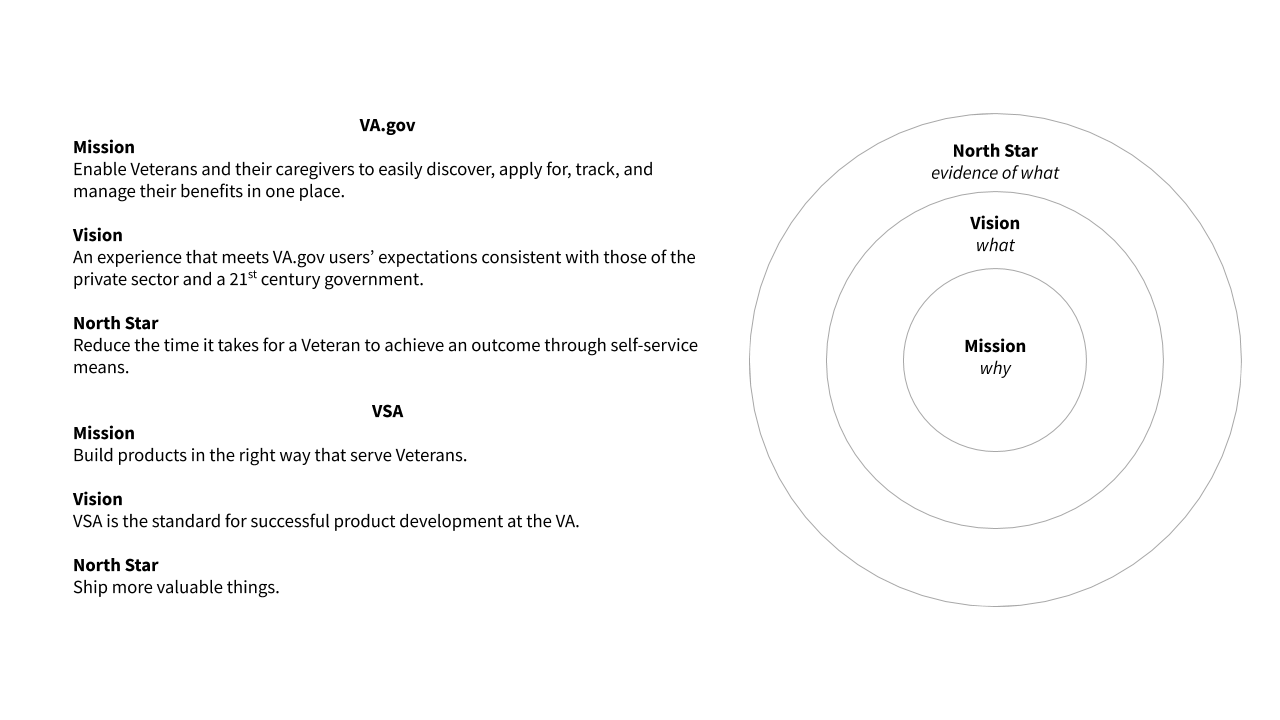 VA.gov
Mission
Enable Veterans and their caregivers to easily discover, apply for, track, and
manage their benefits in one place.
Vision
An experience that meets VA.gov users’ expectations consistent with those of the
private sector and a 21st century government.
North Star
Reduce the time it takes for a Veteran to achieve an outcome through self-service
means.
VSA
Mission
Build products in the right way that serve Veterans.
Vision
VSA is the standard for successful product development at the VA.
North Star
Ship more valuable things.
North Star
evidence of what
Vision
what
Mission
why